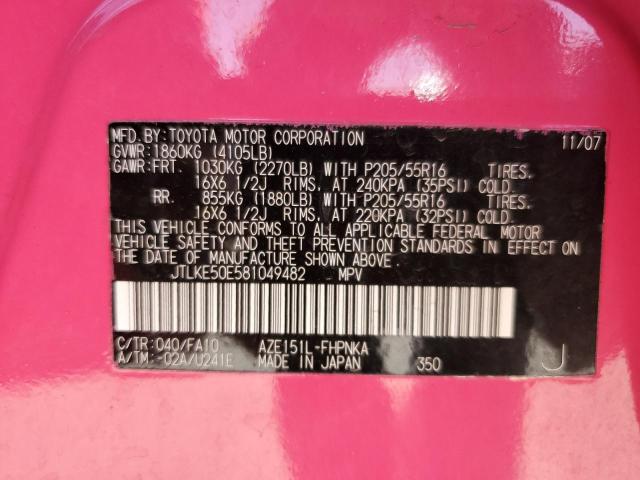 MFD. BY: TOYOTA MOTOR CORPORATION 11/07
GVWR: 1860KG (4105LB)
GAWR: FRT. 1030KG (2270LB) WITH P205/55R16 TIRES.
16X6 1/2J RIMS. AT 240KPA (35PSI) COLD.
RR. 855KG (1880LB) WITH P205/55R16 TIRES.
16X6 1/2J RIMS. AT 220KPA (32PSI) COLD.
THIS VEHICLE CONFORMS TO ALL APPLICABLE FEDERAL MOTOR
VEHICLE SAFETY AND THEFT PREVENTION STANDARDS IN EFFECT ON
THE DATE OF MANUFACTURE SHOWN ABOVE.
JTLKE50E581049482 MPV
C/TR: 040/FA10 AZE151L-FHPNKA
A/TM: -02A/U241E MADE IN JAPAN 350 J